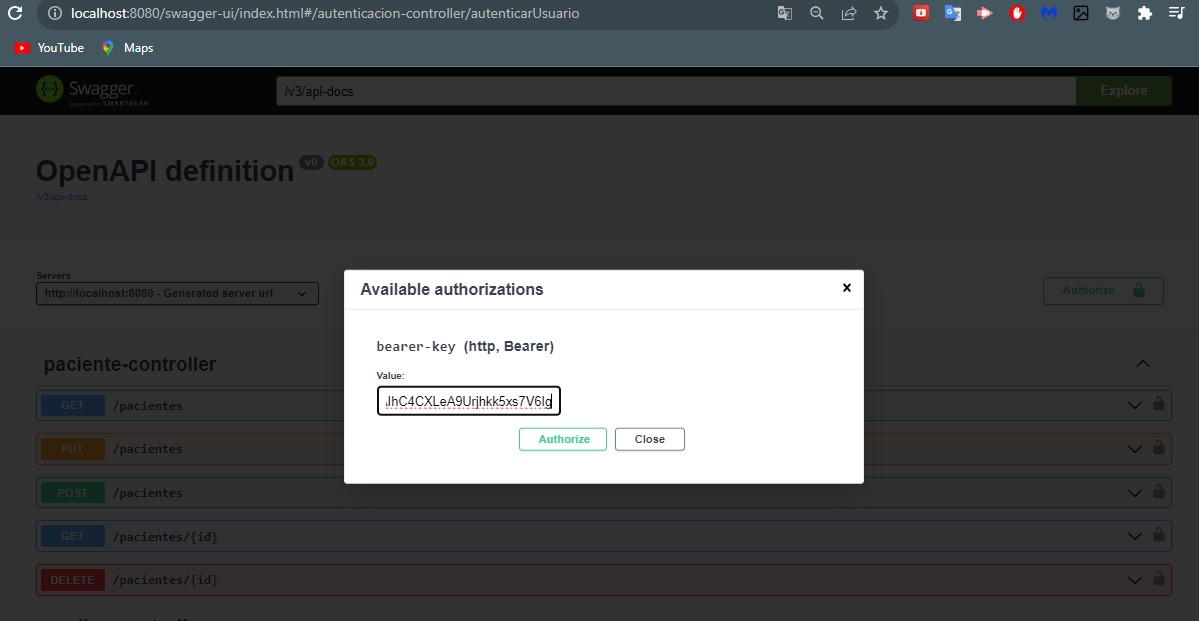 localhost:8080/swagger-ui/index.html#/autenticacion-controller/autenticarUsuario
YouTube Maps
Swagger
Supported by SMARTBEAR
/v3/api-docs
Explore
OpenAPI definition v0 OAS 3.0
/v3/api-docs
Servers
http://localhost:8080 - Generated server url
Authorize
Available authorizations
×
bearer-key (http, Bearer)
Value:
JhC4CXLeA9Urjhkk5xs7V6Ig
Authorize Close
paciente-controller
GET /pacientes
PUT /pacientes
POST /pacientes
GET /pacientes/{id}
DELETE /pacientes/{id}